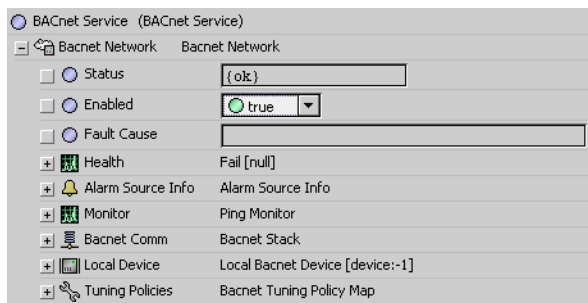 BACnet Service (BACnet Service)
Bacnet Network Bacnet Network
Status {ok}
Enabled true
Fault Cause
Health Fail [null]
Alarm Source Info Alarm Source Info
Monitor Ping Monitor
Bacnet Comm Bacnet Stack
Local Device Local Bacnet Device [device:-1]
Tuning Policies Bacnet Tuning Policy Map